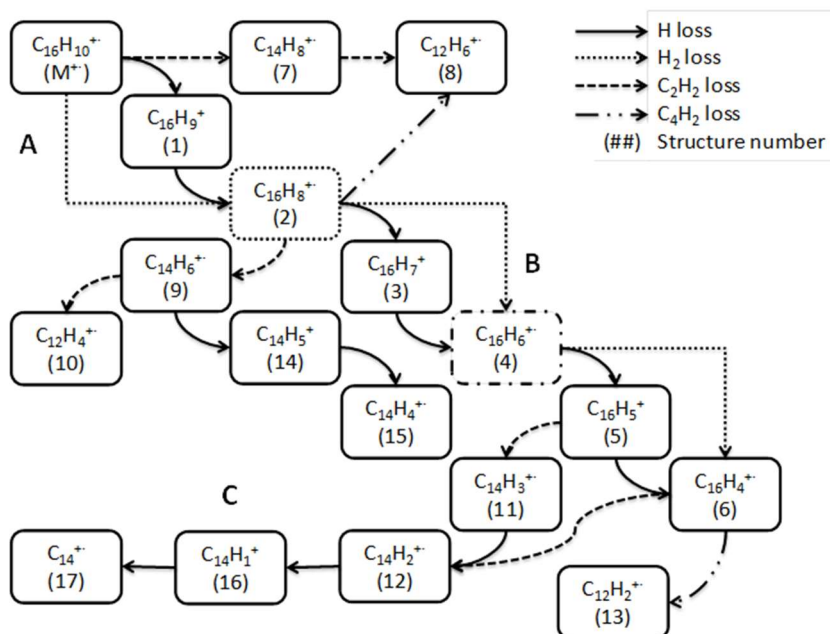 C₁₆H₁₀⁺·
(M⁺·)
C₁₄H₈⁺·
(7)
C₁₂H₆⁺·
(8)
H loss
H₂ loss
C₂H₂ loss
C₄H₂ loss
(##) Structure number
C₁₆H₉⁺
(1)
A
C₁₆H₈⁺·
(2)
C₁₄H₆⁺·
(9)
C₁₆H₇⁺
(3)
B
C₁₂H₄⁺·
(10)
C₁₄H₅⁺
(14)
C₁₆H₆⁺·
(4)
C₁₄H₄⁺·
(15)
C₁₆H₅⁺
(5)
C
C₁₄H₃⁺·
(11)
C₁₆H₄⁺·
(6)
C₁₄⁺·
(17)
C₁₄H₁⁺
(16)
C₁₄H₂⁺·
(12)
C₁₂H₂⁺·
(13)